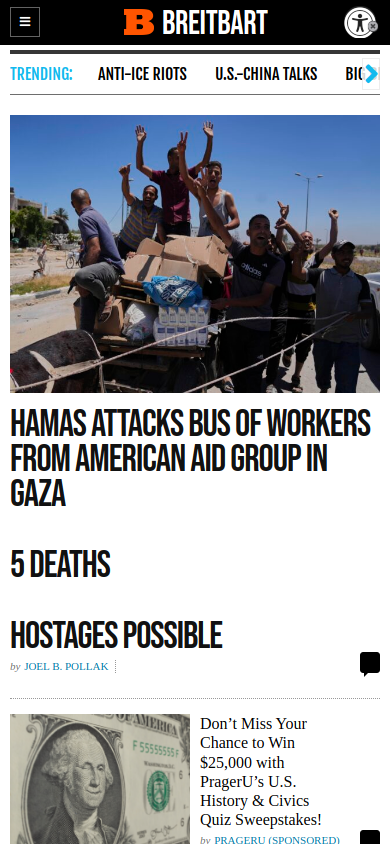 BREITBART
TRENDING:
ANTI-ICE RIOTS
U.S.–CHINA TALKS
HAMAS ATTACKS BUS OF WORKERS
FROM AMERICAN AID GROUP IN
GAZA
5 DEATHS
HOSTAGES POSSIBLE
by JOEL B. POLLAK
Don’t Miss Your
Chance to Win
$25,000 with
PragerU’s U.S.
History & Civics
Quiz Sweepstakes!
by PRAGERU (SPONSORED)